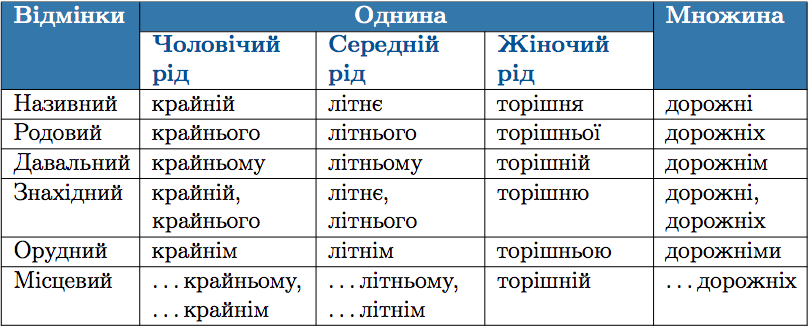 Відмінки Однина Множина
Чоловічий рід Середній рід Жіночий рід
Називний крайній літнє торішня дорожні
Родовий крайнього літнього торішньої дорожніх
Давальний крайньому літньому торішній дорожнім
Знахідний крайній, літнє, торішню дорожні,
крайнього літнього дорожніх
Орудний крайнім літнім торішньою дорожніми
Місцевий ...крайньому, ...літньому, торішній ...дорожніх
...крайнім ...літнім